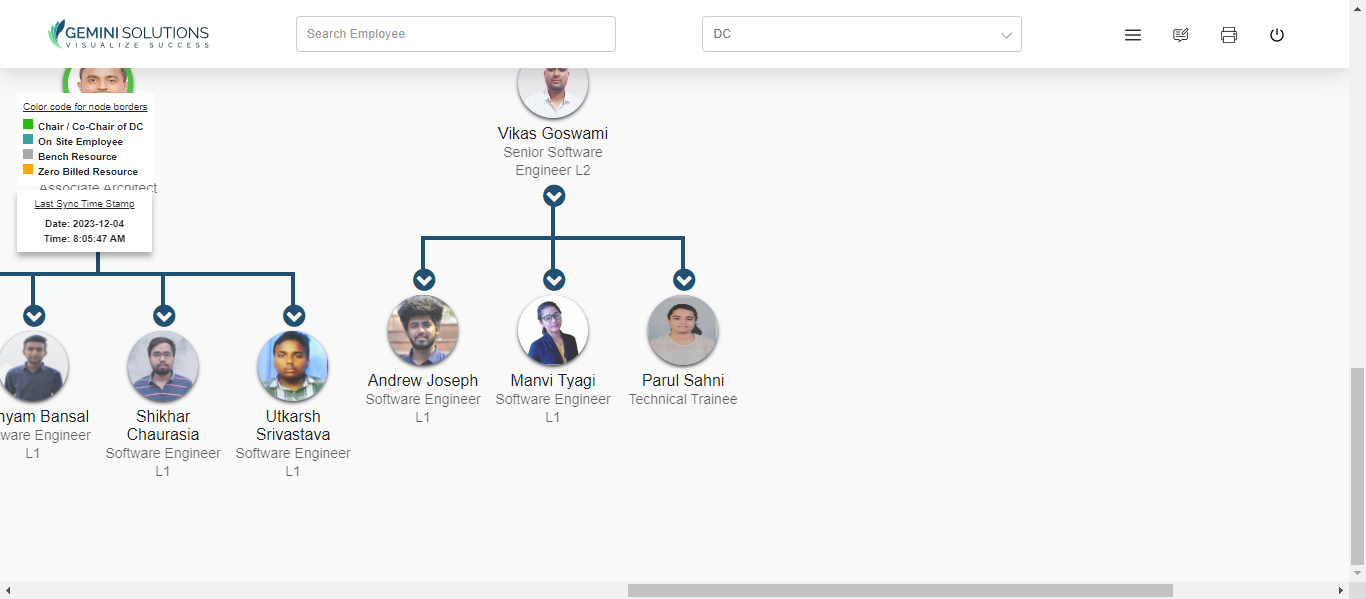 GEMINI SOLUTIONS
VISUALIZE SUCCESS
Search Employee
DC
Color code for node borders
Chair / Co-Chair of DC
On Site Employee
Bench Resource
Zero Billed Resource
Associate Architect
Last Sync Time Stamp
Date: 2023-12-04
Time: 8:05:47 AM
Vikas Goswami
Senior Software
Engineer L2
Andrew Joseph
Software Engineer
L1
Manvi Tyagi
Software Engineer
L1
Parul Sahni
Technical Trainee
Bansal
Engineer
L1
Shikhar
Chaurasia
Software Engineer
L1
Utkarsh
Srivastava
Software Engineer
L1